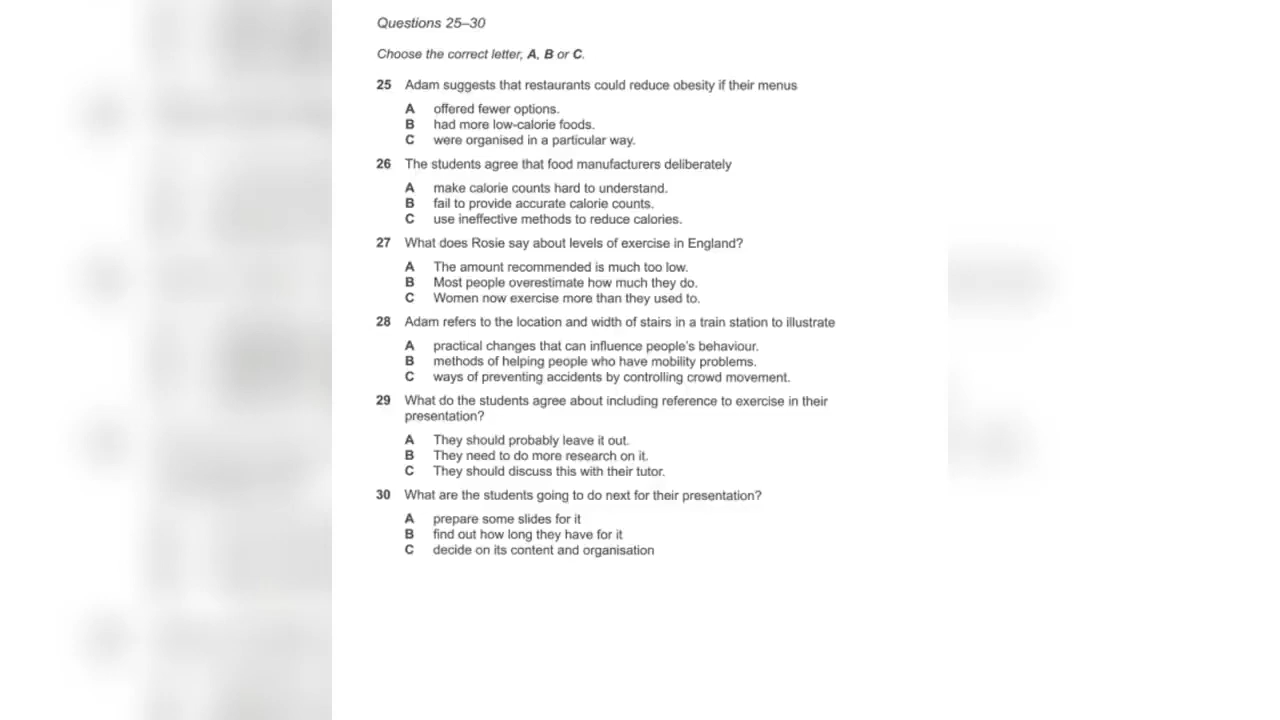 Questions 25–30
Choose the correct letter, A, B or C.
25 Adam suggests that restaurants could reduce obesity if their menus
A offered fewer options.
B had more low-calorie foods.
C were organised in a particular way.
26 The students agree that food manufacturers deliberately
A make calorie counts hard to understand.
B fail to provide accurate calorie counts.
C use ineffective methods to reduce calories.
27 What does Rosie say about levels of exercise in England?
A The amount recommended is much too low.
B Most people overestimate how much they do.
C Women now exercise more than they used to.
28 Adam refers to the location and width of stairs in a train station to illustrate
A practical changes that can influence people's behaviour.
B methods of helping people who have mobility problems.
C ways of preventing accidents by controlling crowd movement.
29 What do the students agree about including reference to exercise in their
presentation?
A They should probably leave it out.
B They need to do more research on it.
C They should discuss this with their tutor.
30 What are the students going to do next for their presentation?
A prepare some slides for it
B find out how long they have for it
C decide on its content and organisation